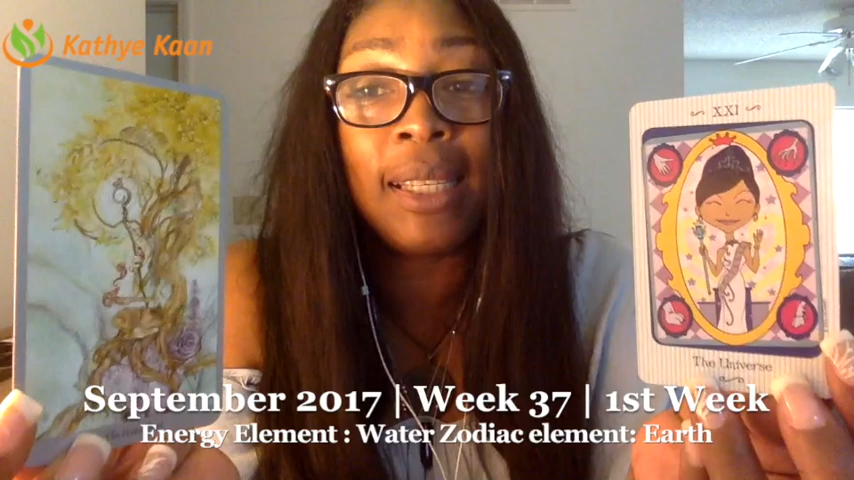 Kathye Kaan
XXI
The Universe
September 2017 | Week 37 | 1st Week
Energy Element : Water Zodiac element: Earth